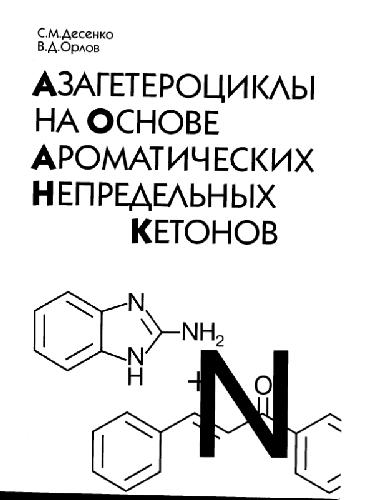 С.М.Десенко
В.Д.Орлов
АЗАГЕТЕРОЦИКЛЫ
НА ОСНОВЕ
АРОМАТИЧЕСКИХ
НЕПРЕДЕЛЬНЫХ
КЕТОНОВ
N
NH2
N
H
+
N
O